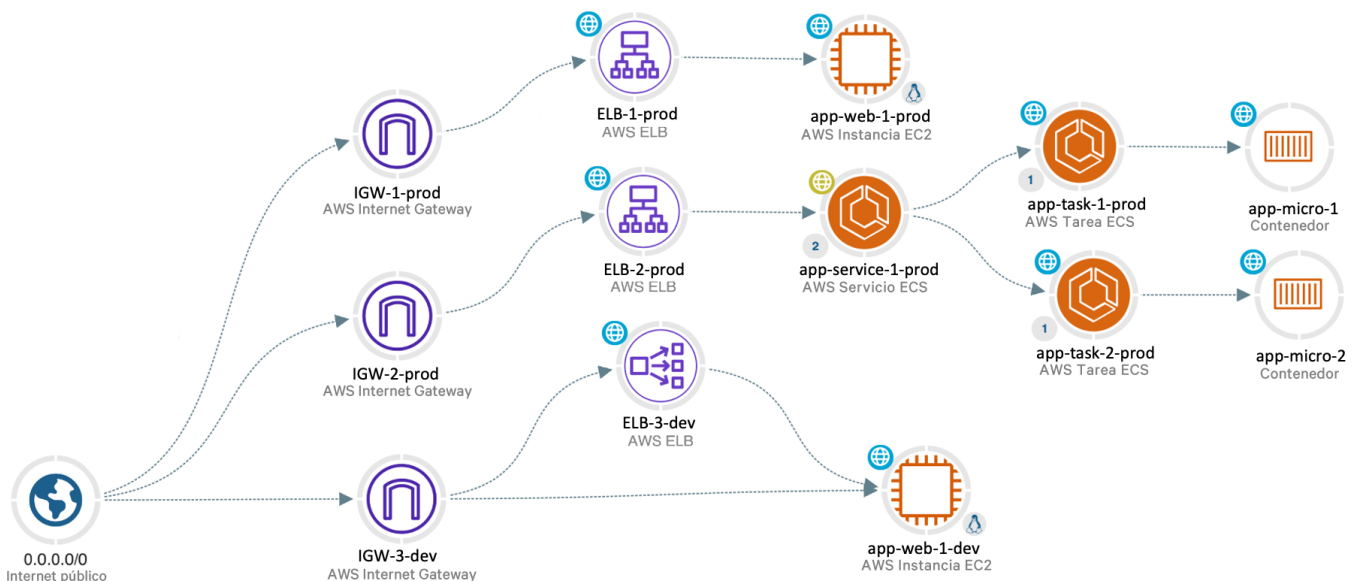 ELB-1-prod
AWS ELB
app-web-1-prod
AWS Instancia EC2
IGW-1-prod
AWS Internet Gateway
1
app-task-1-prod
AWS Tarea ECS
app-micro-1
Contenedor
ELB-2-prod
AWS ELB
2
app-service-1-prod
AWS Servicio ECS
1
app-task-2-prod
AWS Tarea ECS
app-micro-2
Contenedor
IGW-2-prod
AWS Internet Gateway
ELB-3-dev
AWS ELB
0.0.0.0/0
Internet público
IGW-3-dev
AWS Internet Gateway
app-web-1-dev
AWS Instancia EC2